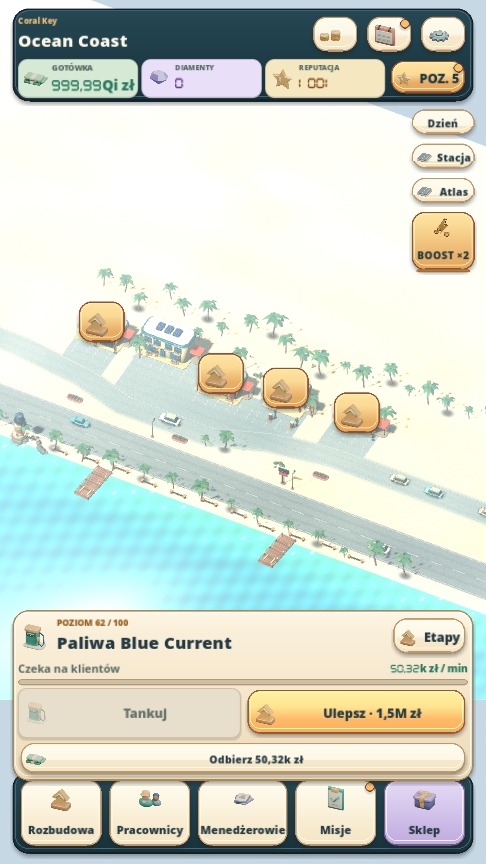 Coral Key
Ocean Coast
GOTÓWKA
999,99Qi zł
DIAMENTY
0
REPUTACJA
POZ. 5
Dzień
Stacja
Atlas
BOOST ×2
POZIOM 62 / 100
Paliwa Blue Current
Etapy
Czeka na klientów
50,32k zł / min
Tankuj
Ulepsz · 1,5M zł
Odbierz 50,32k zł
Rozbudowa
Pracownicy
Menedżerowie
Misje
Sklep